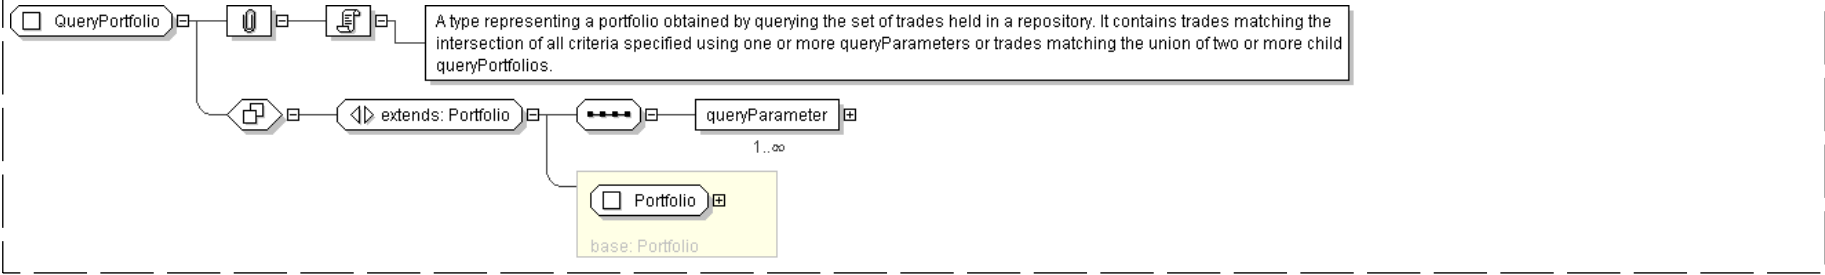 QueryPortfolio
A type representing a portfolio obtained by querying the set of trades held in a repository. It contains trades matching the
intersection of all criteria specified using one or more queryParameters or trades matching the union of two or more child
queryPortfolios.
extends: Portfolio
queryParameter
1..∞
Portfolio
base: Portfolio